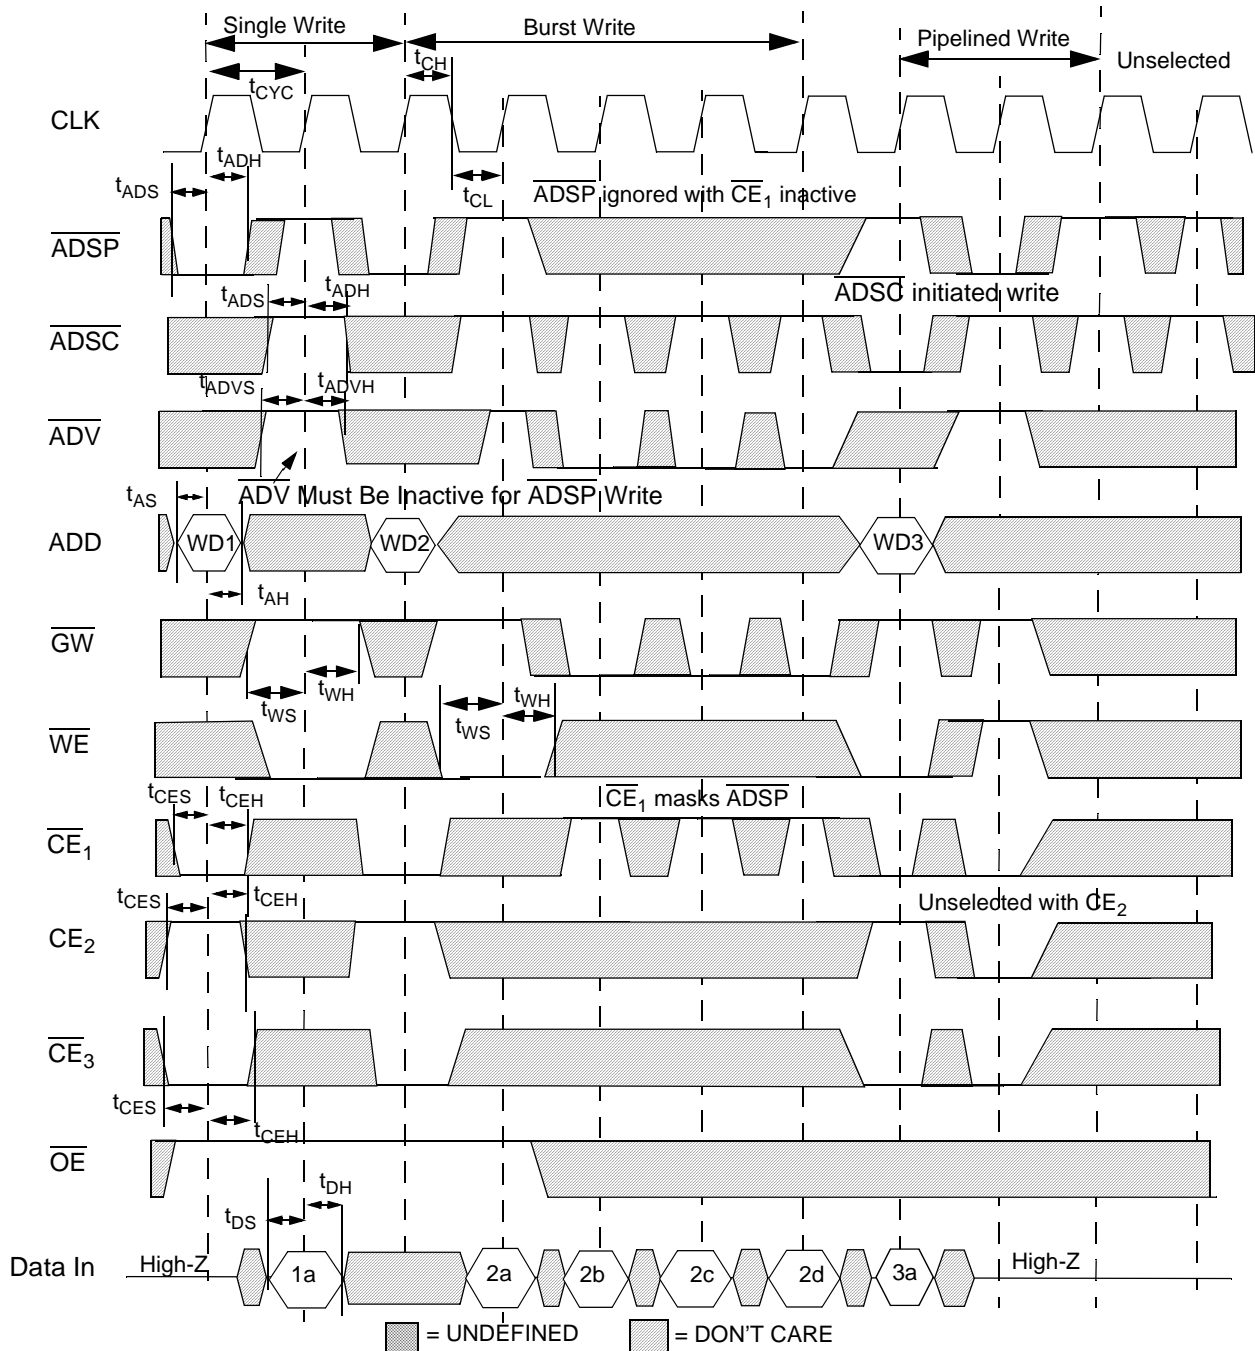 Single Write
Burst Write
Pipelined Write
Unselected
tCH
tCYC
CLK
tADH
tADS
tCL
ADSP ignored with CE1 inactive
ADSP
tADS
tADH
ADSC initiated write
ADSC
tADVS
tADVH
ADV
tAS
ADV Must Be Inactive for ADSP Write
ADD
WD1
WD2
WD3
tAH
GW
tWS
tWH
tWS
tWH
WE
tCES
tCEH
CE1 masks ADSP
CE1
tCES
tCEH
Unselected with CE2
CE2
CE3
tCES
tCEH
OE
tDS
tDH
Data In
High-Z
1a
2a
2b
2c
2d
3a
High-Z
= UNDEFINED
= DON'T CARE